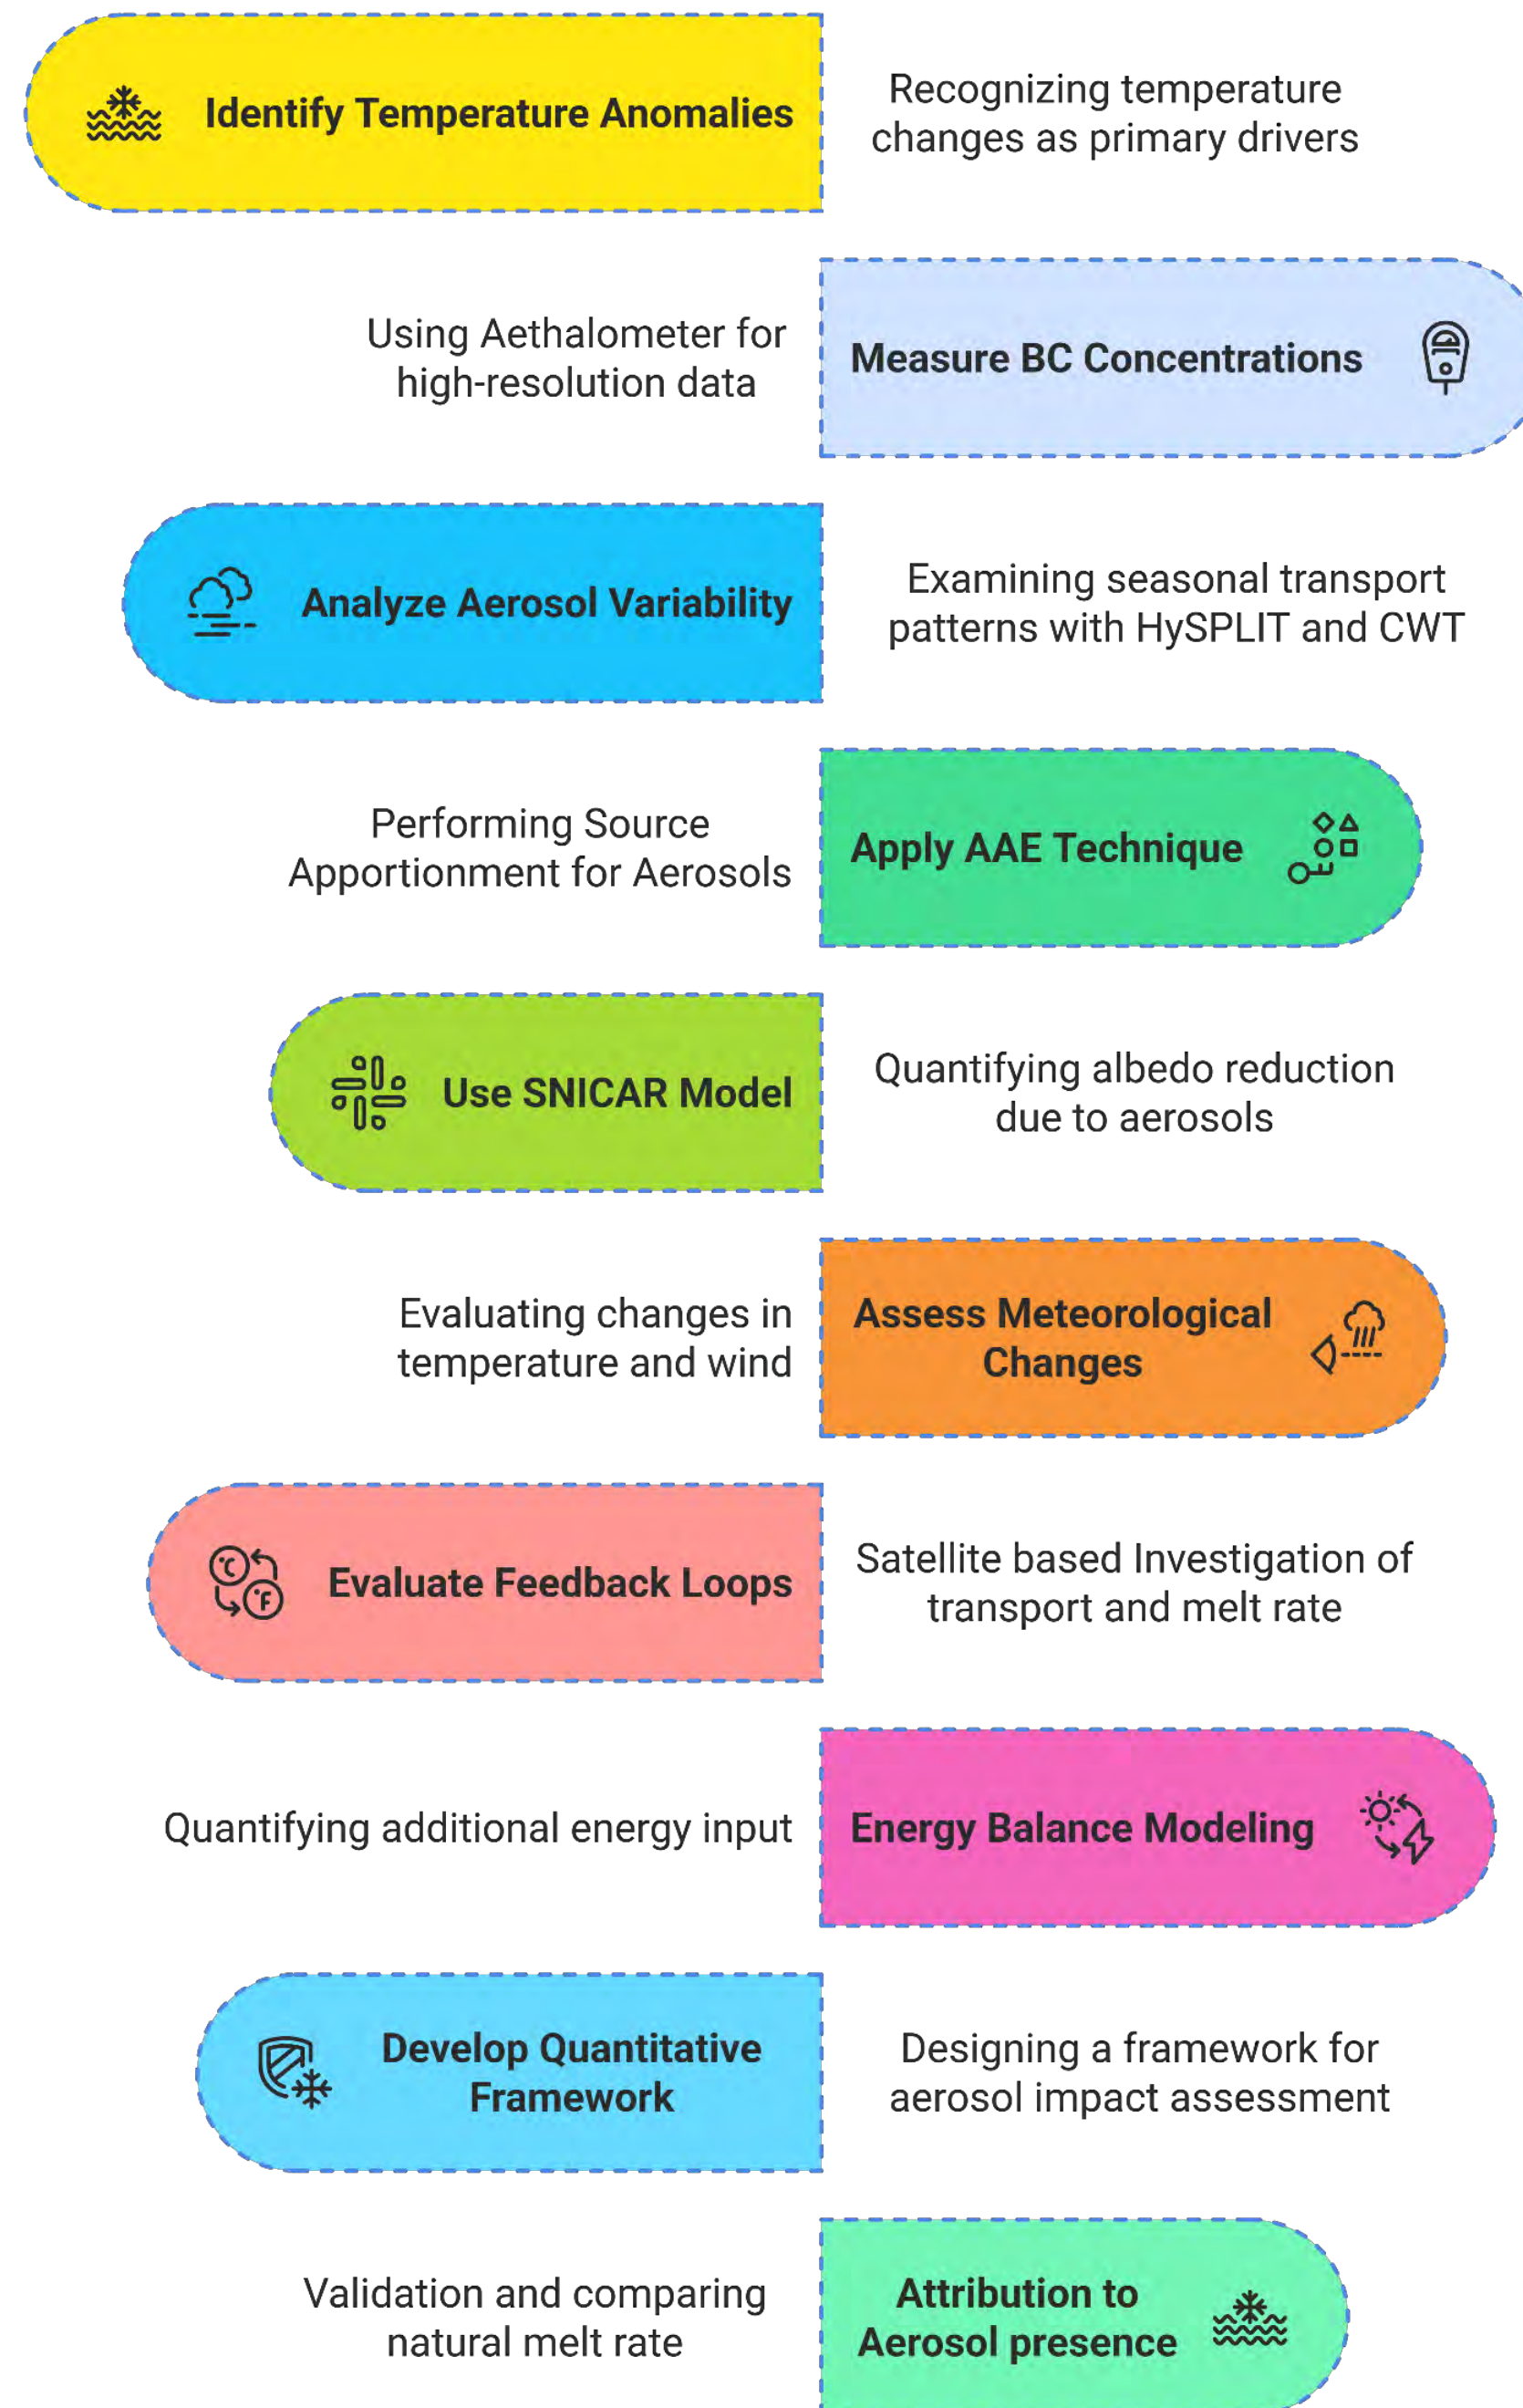 Identify Temperature Anomalies
Recognizing temperature
changes as primary drivers
Using Aethalometer for
high-resolution data
Measure BC Concentrations
Analyze Aerosol Variability
Examining seasonal transport
patterns with HySPLIT and CWT
Performing Source
Apportionment for Aerosols
Apply AAE Technique
Use SNICAR Model
Quantifying albedo reduction
due to aerosols
Evaluating changes in
temperature and wind
Assess Meteorological
Changes
°C
°F
Evaluate Feedback Loops
Satellite based Investigation of
transport and melt rate
Quantifying additional energy input
Energy Balance Modeling
Develop Quantitative
Framework
Designing a framework for
aerosol impact assessment
Validation and comparing
natural melt rate
Attribution to
Aerosol presence